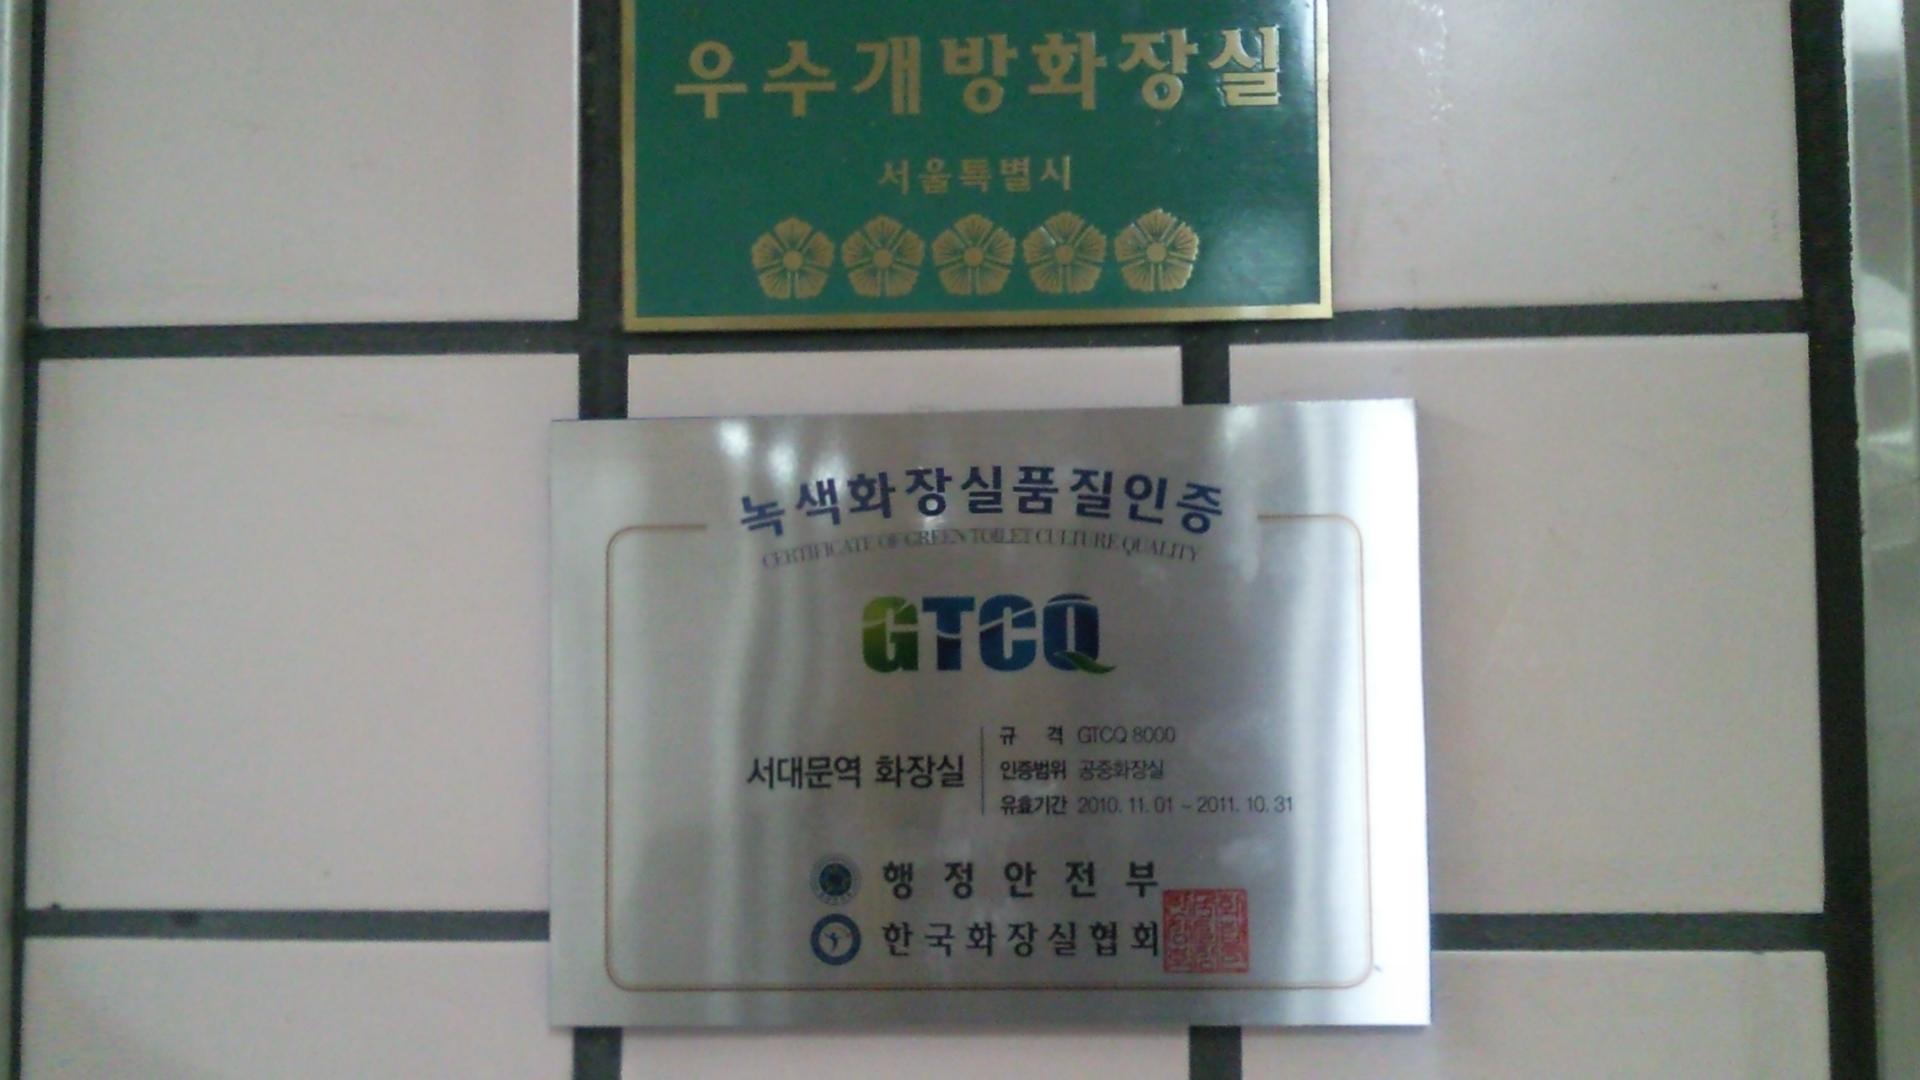 우수개방화장실
서울특별시
녹색화장실품질인증
CERTIFICATE OF GREEN TOILET CULTURE QUALITY
GTCQ
서대문역 화장실
규 격 GTCQ 8000
인증범위 공중화장실
유효기간 2010. 11. 01 ~ 2011. 10. 31
행정안전부
한국화장실협회